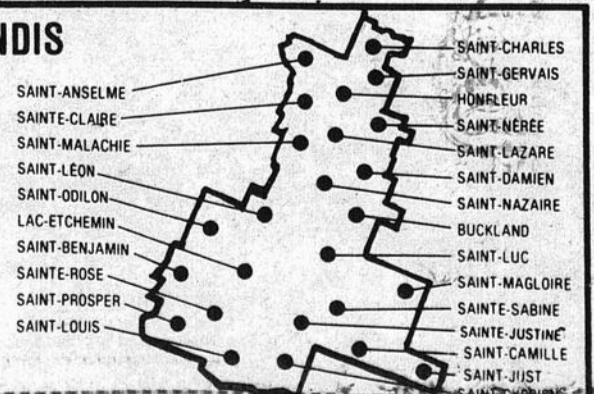 NDIS
SAINT-ANSELME
SAINTE-CLAIRE
SAINT-MALACHIE
SAINT-LÉON
SAINT-ODILON
LAC-ETCHEMIN
SAINT-BENJAMIN
SAINTE-ROSE
SAINT-PROSPER
SAINT-LOUIS
SAINT-CHARLES
SAINT-GERVAIS
HONFLEUR
SAINT-NÉRÉE
SAINT-LAZARE
SAINT-DAMIEN
SAINT-NAZAIRE
BUCKLAND
SAINT-LUC
SAINT-MAGLOIRE
SAINTE-SABINE
SAINTE-JUSTINE
SAINT-CAMILLE
SAINT-JUST